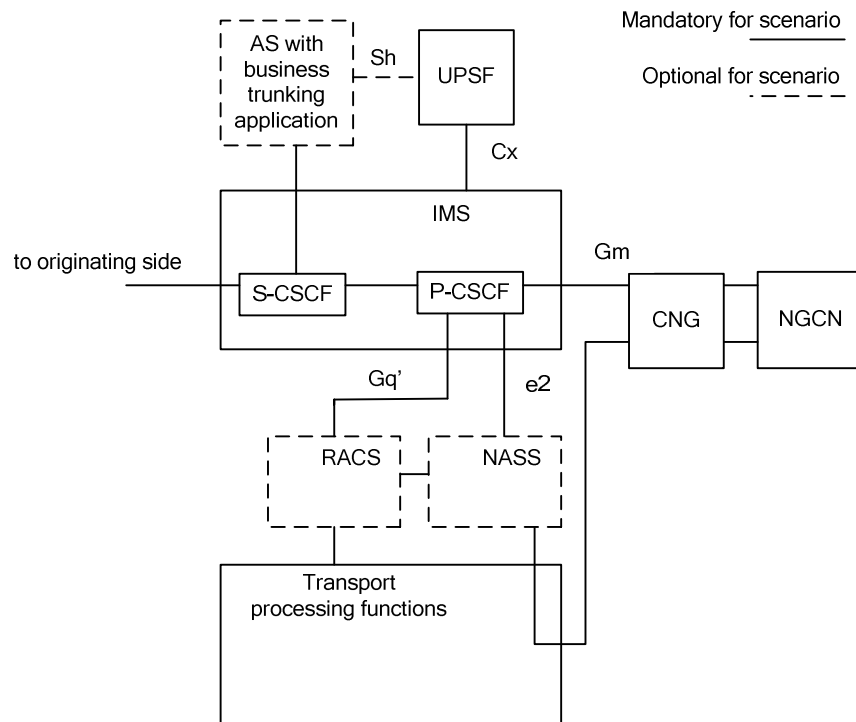 Mandatory for scenario
Optional for scenario
AS with
business
trunking
application
Sh
UPSF
Cx
IMS
to originating side
S-CSCF
P-CSCF
Gm
CNG
NGCN
Gq’
e2
RACS
NASS
Transport
processing functions